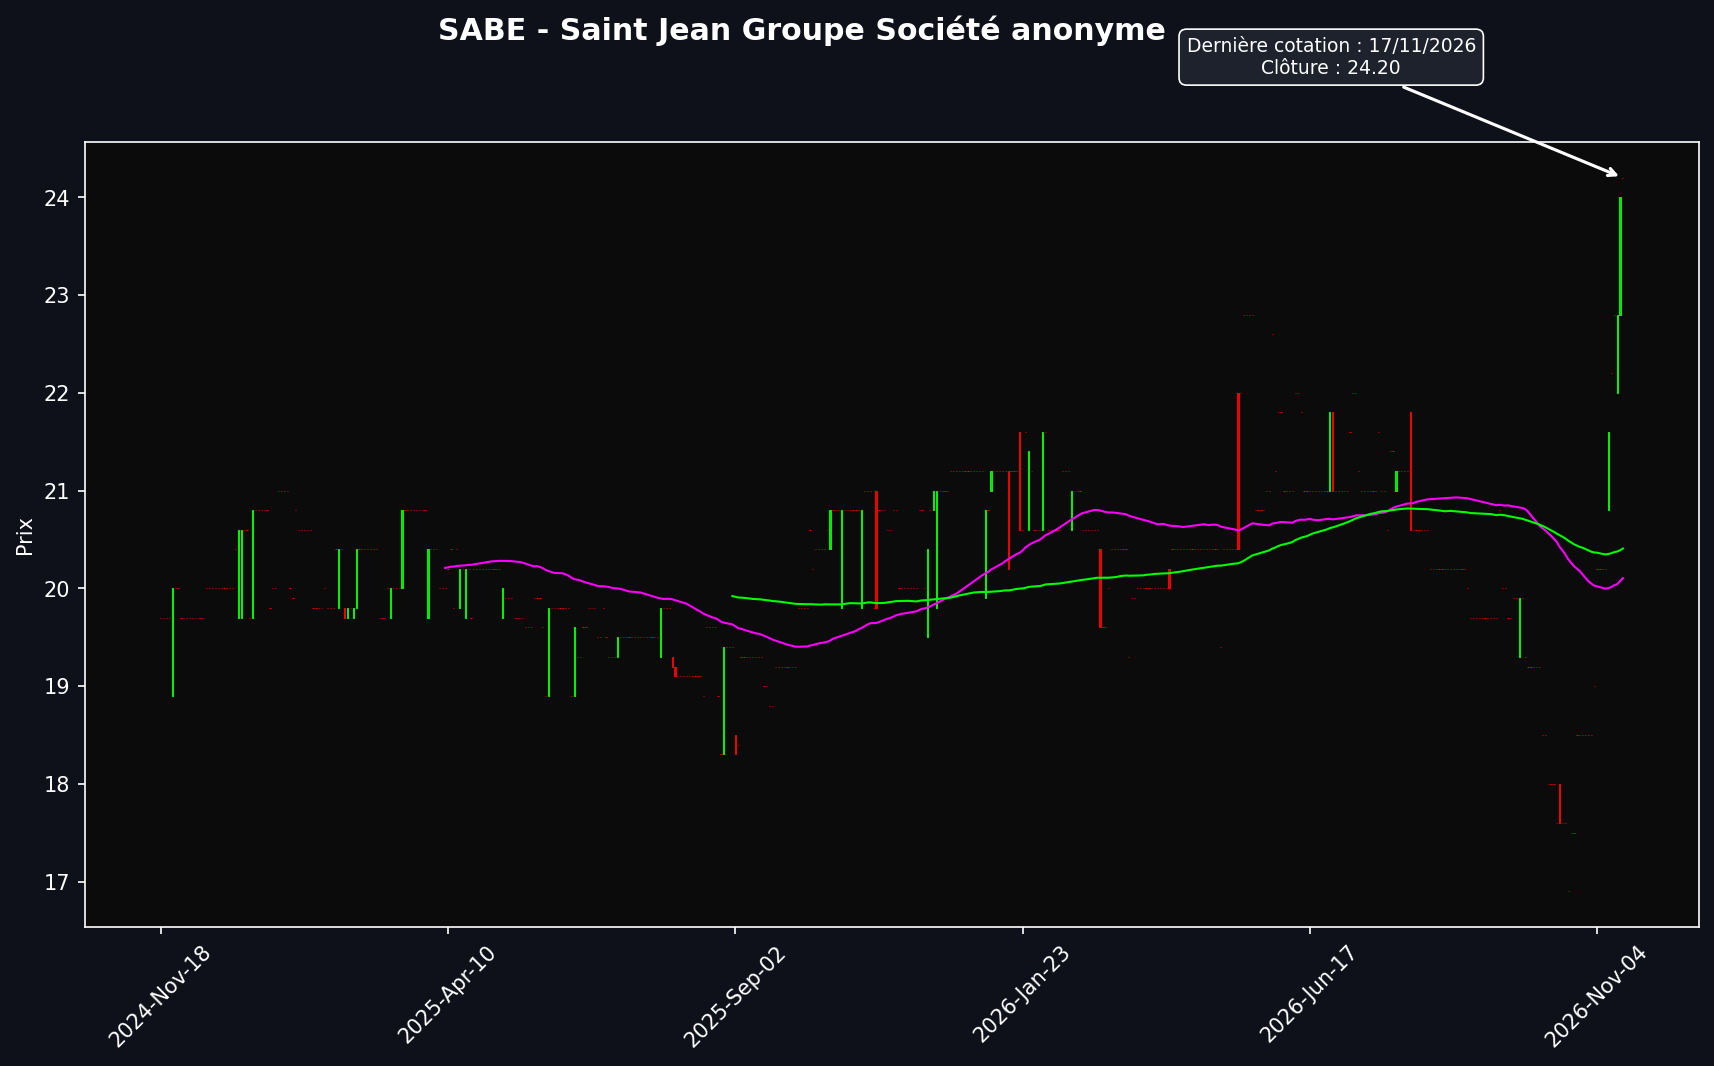 SABE - Saint Jean Groupe Société anonyme
Dernière cotation : 17/11/2026
Clôture : 24.20
Prix
24
23
22
21
20
19
18
17
2024-Nov-18
2025-Apr-10
2025-Sep-02
2026-Jan-23
2026-Jun-17
2026-Nov-04